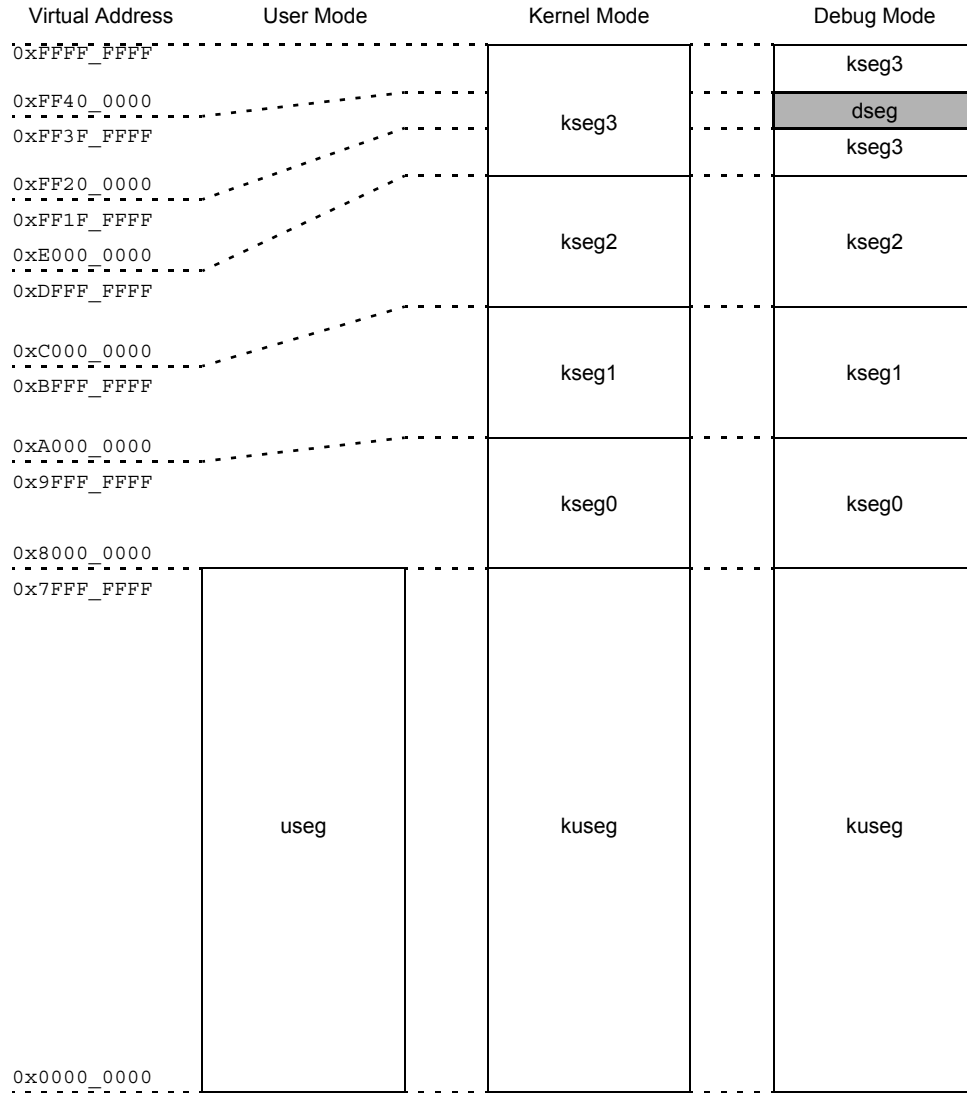 Virtual Address User Mode Kernel Mode Debug Mode
0xFFFF_FFFF
kseg3
0xFF40_0000
dseg
kseg3
0xFF3F_FFFF
kseg3
0xFF20_0000
0xFF1F_FFFF
kseg2 kseg2
0xE000_0000
0xDFFF_FFFF
0xC000_0000
kseg1 kseg1
0xBFFF_FFFF
0xA000_0000
0x9FFF_FFFF
kseg0 kseg0
0x8000_0000
0x7FFF_FFFF
useg kuseg kuseg
0x0000_0000